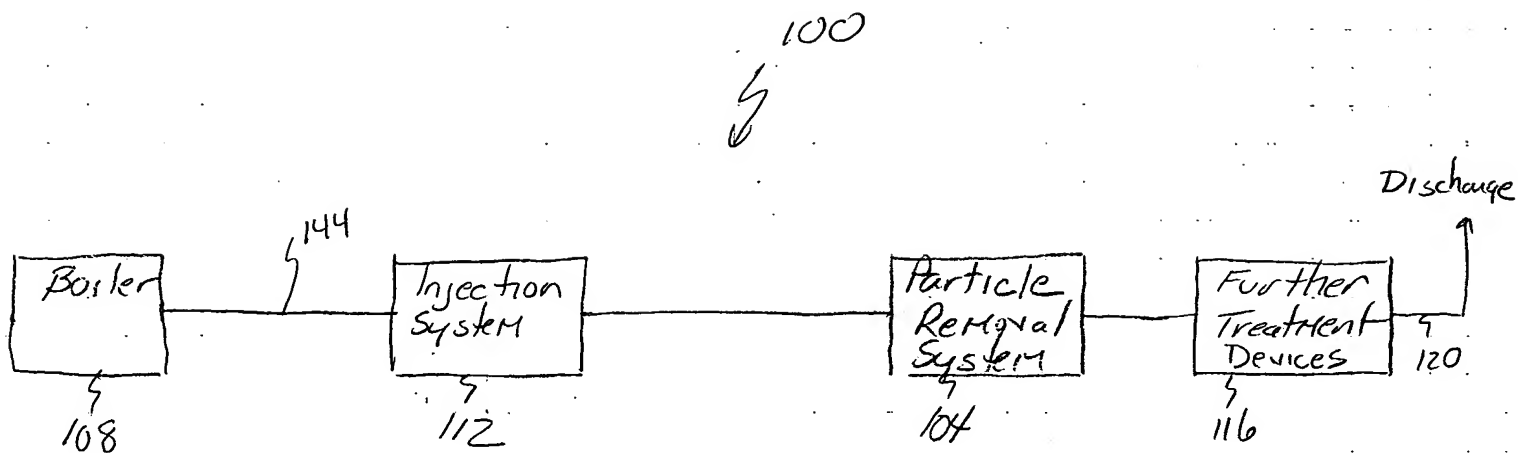 100
Discharge
144
Boiler
Injection
System
Particle
Removal
System
Further
Treatment
Devices
120
108
112
104
116